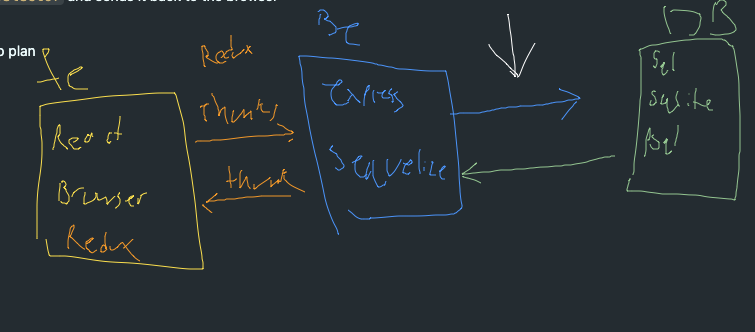 and sends it back to the browser
plan
Fe
React
Browser
Redux
Redux
Thunks
thunk
Be
Express
Sequelize
DB
Sql
Sqlite
Psql